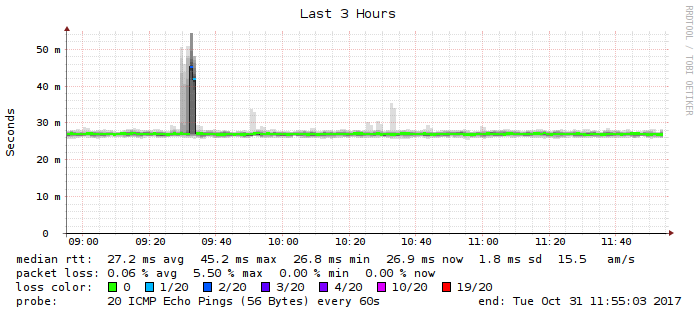 Last 3 Hours
RRDTOOL / TOBI OETIKER
Seconds
50 m
40 m
30 m
20 m
10 m
0
09:00 09:20 09:40 10:00 10:20 10:40 11:00 11:20 11:40
median rtt: 27.2 ms avg 45.2 ms max 26.8 ms min 26.9 ms now 1.8 ms sd 15.5 am/s
packet loss: 0.06 % avg 5.50 % max 0.00 % min 0.00 % now
loss color: 0 1/20 2/20 3/20 4/20 10/20 19/20
probe: 20 ICMP Echo Pings (56 Bytes) every 60s end: Tue Oct 31 11:55:03 2017